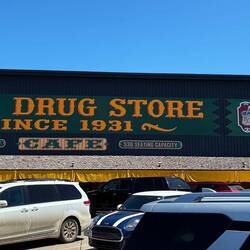 DRUG STORE
INCE 1931
CAFE
530 SEATING CAPACITY